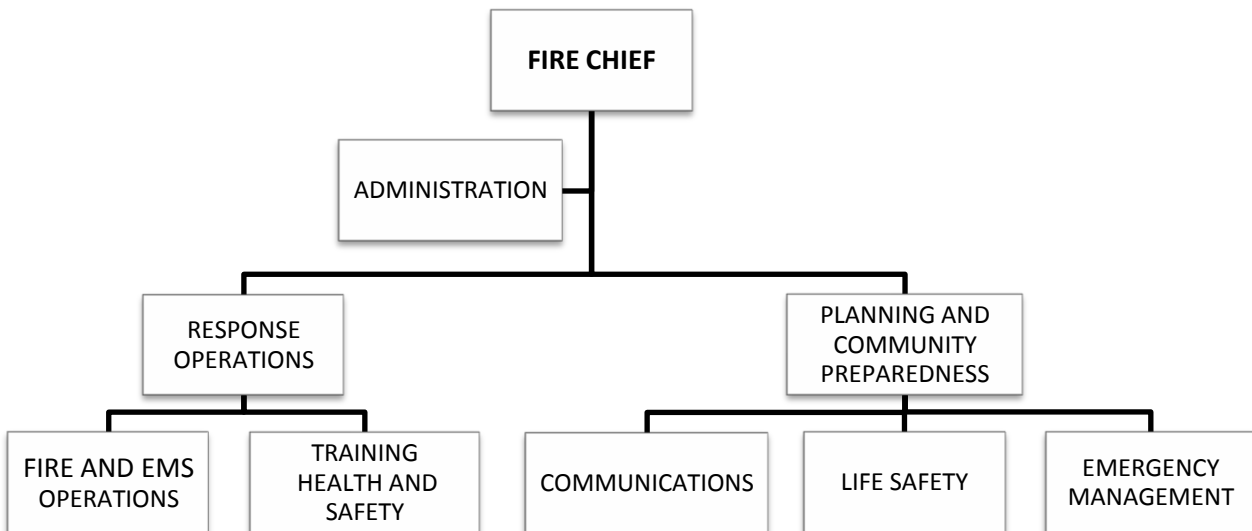 FIRE CHIEF
ADMINISTRATION
RESPONSE
OPERATIONS
PLANNING AND
COMMUNITY
PREPAREDNESS
FIRE AND EMS
OPERATIONS
TRAINING
HEALTH AND
SAFETY
COMMUNICATIONS
LIFE SAFETY
EMERGENCY
MANAGEMENT